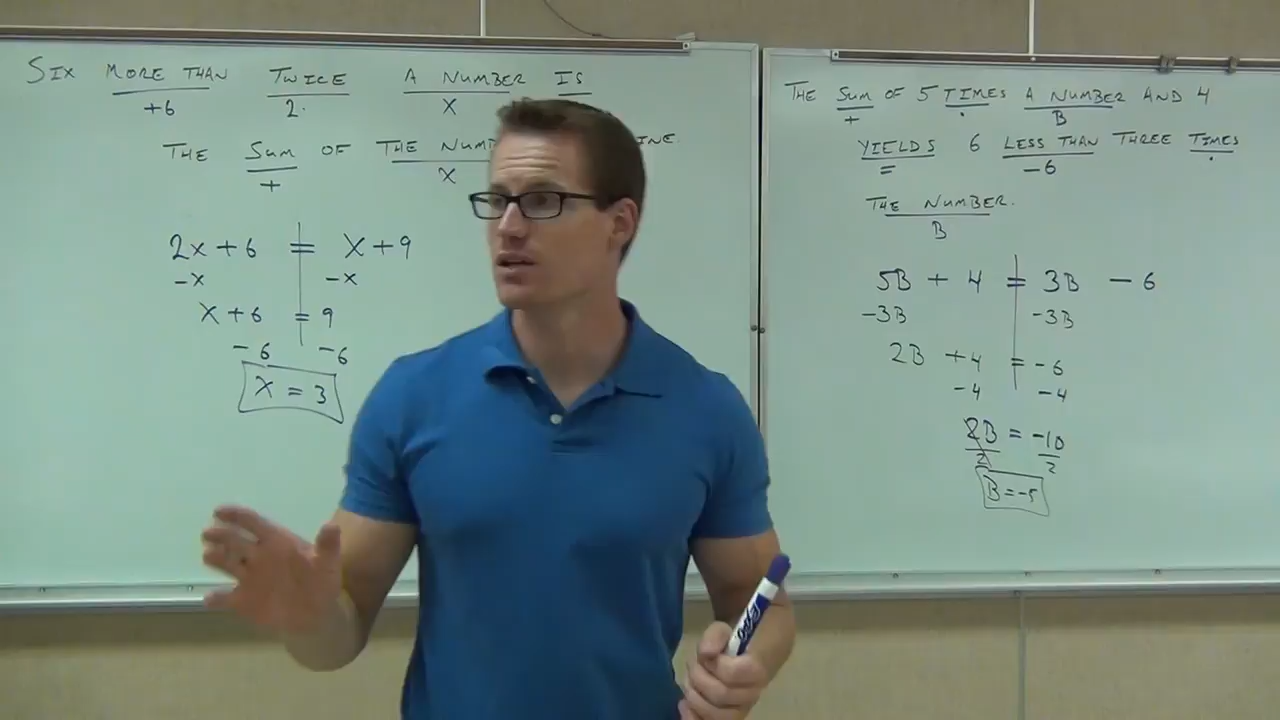 SIX MORE THAN TWICE A NUMBER IS
+6 2· X
THE SUM OF THE NUM INE.
+ X
2X + 6 = X + 9
-X -X
X + 6 = 9
-6 -6
X = 3
THE SUM OF 5 TIMES A NUMBER AND 4
+ · B
YIELDS 6 LESS THAN THREE TIMES
= -6 ·
THE NUMBER.
B
5B + 4 = 3B - 6
-3B -3B
2B + 4 = -6
-4 -4
2B = -10
2 2
B = -5
EXPO